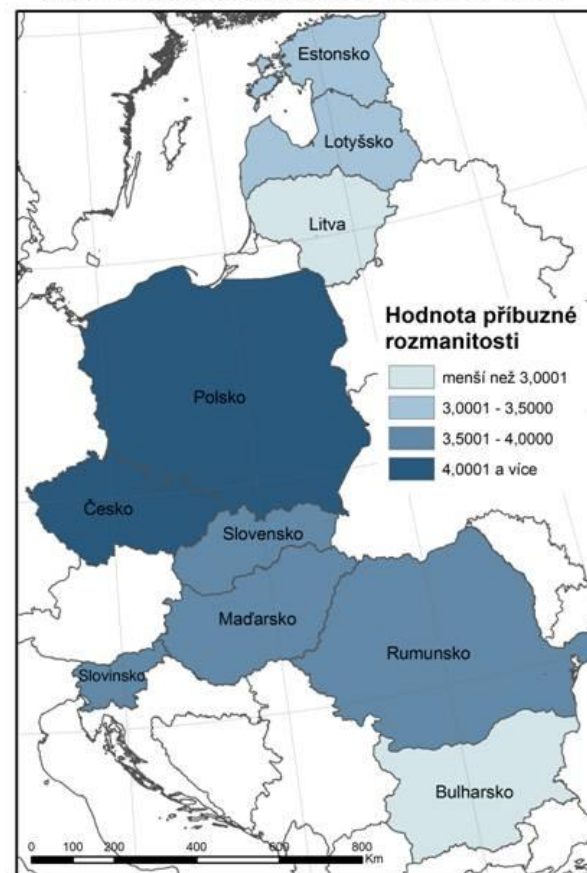 Estonsko
Lotyšsko
Litva
Hodnota příbuzné
rozmanitosti
menší než 3,0001
3,0001 - 3,5000
3,5001 - 4,0000
4,0001 a více
Polsko
Česko
Slovensko
Maďarsko
Rumunsko
Slovinsko
Bulharsko
0 100 200 400 600 800
Km